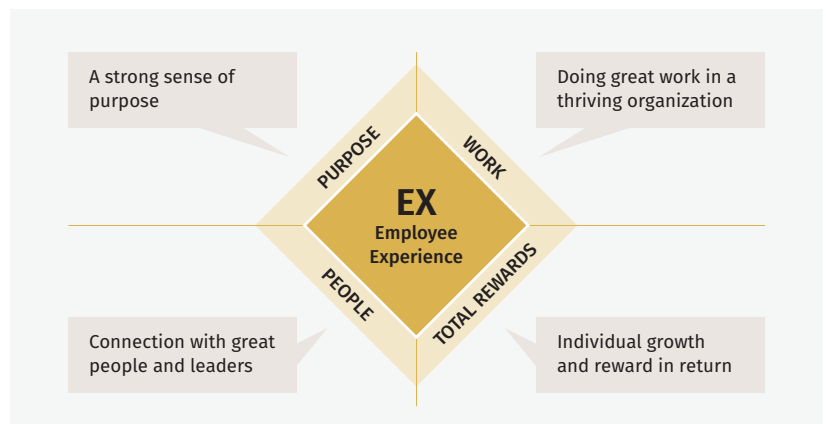 A strong sense of
purpose
Doing great work in a
thriving organization
PURPOSE
WORK
EX
Employee
Experience
PEOPLE
TOTAL REWARDS
Connection with great
people and leaders
Individual growth
and reward in return